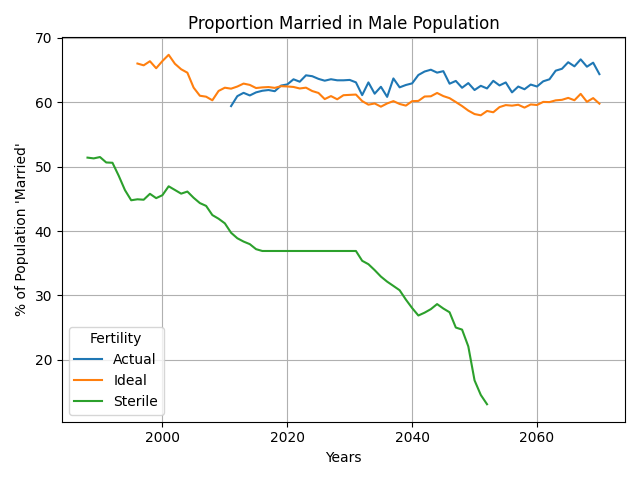 Proportion Married in Male Population
% of Population 'Married'
70
60
50
40
30
20
Fertility
Actual
Ideal
Sterile
2000
2020
2040
2060
Years